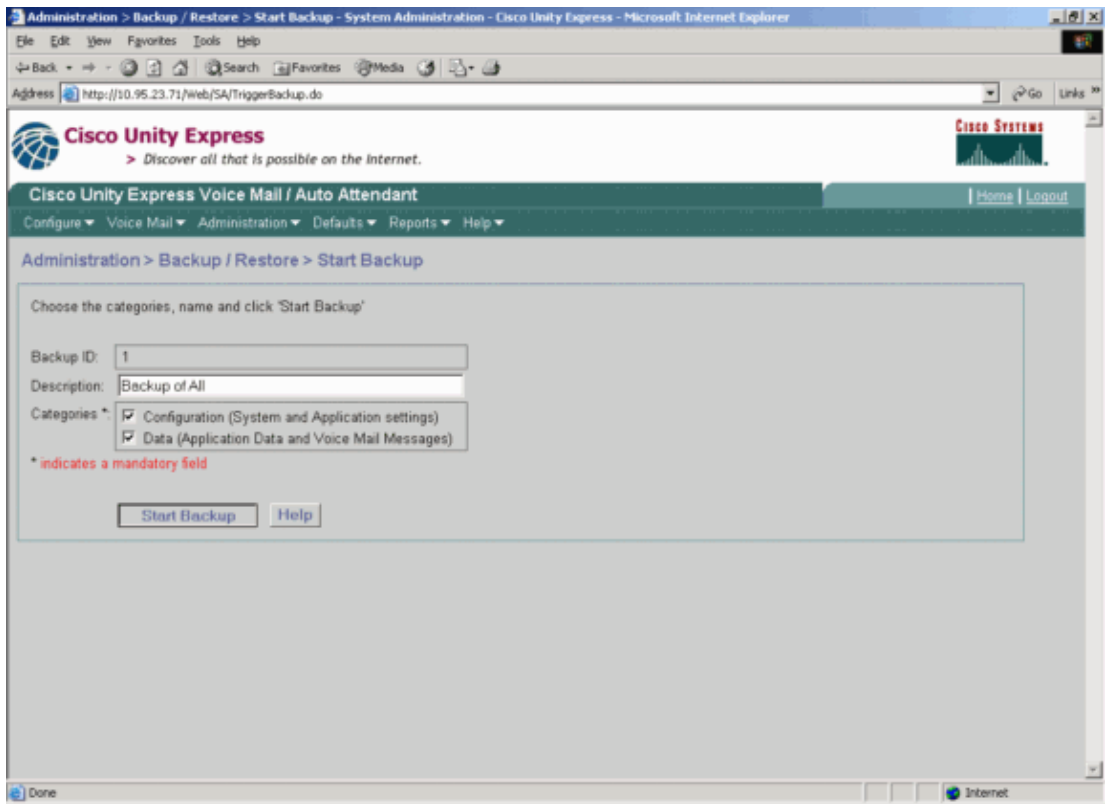 Administration > Backup / Restore > Start Backup - System Administration - Cisco Unity Express - Microsoft Internet Explorer
File Edit View Favorites Tools Help
Back Search Favorites Media
Address http://10.95.23.71/Web/SA/TriggerBackup.do Go Links »
Cisco Unity Express
> Discover all that is possible on the Internet.
CISCO SYSTEMS
Cisco Unity Express Voice Mail / Auto Attendant
| Home | Logout
Configure Voice Mail Administration Defaults Reports Help
Administration > Backup / Restore > Start Backup
Choose the categories, name and click 'Start Backup'
Backup ID: 1
Description: Backup of All
Categories *: Configuration (System and Application settings)
Data (Application Data and Voice Mail Messages)
* indicates a mandatory field
Start Backup Help
Done Internet